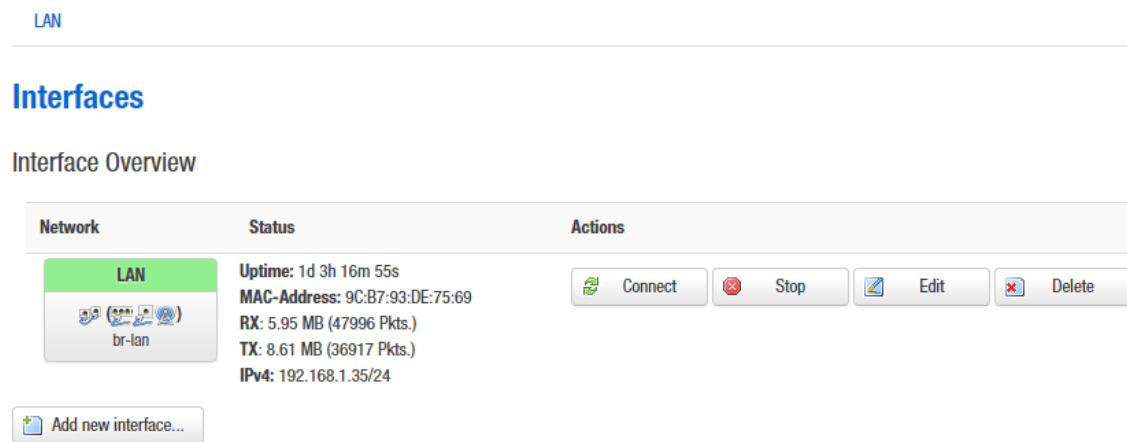 LAN
Interfaces
Interface Overview
Network Status Actions
LAN
br-lan
Uptime: 1d 3h 16m 55s
MAC-Address: 9C:B7:93:DE:75:69
RX: 5.95 MB (47996 Pkts.)
TX: 8.61 MB (36917 Pkts.)
IPv4: 192.168.1.35/24
Connect Stop Edit Delete
Add new interface...